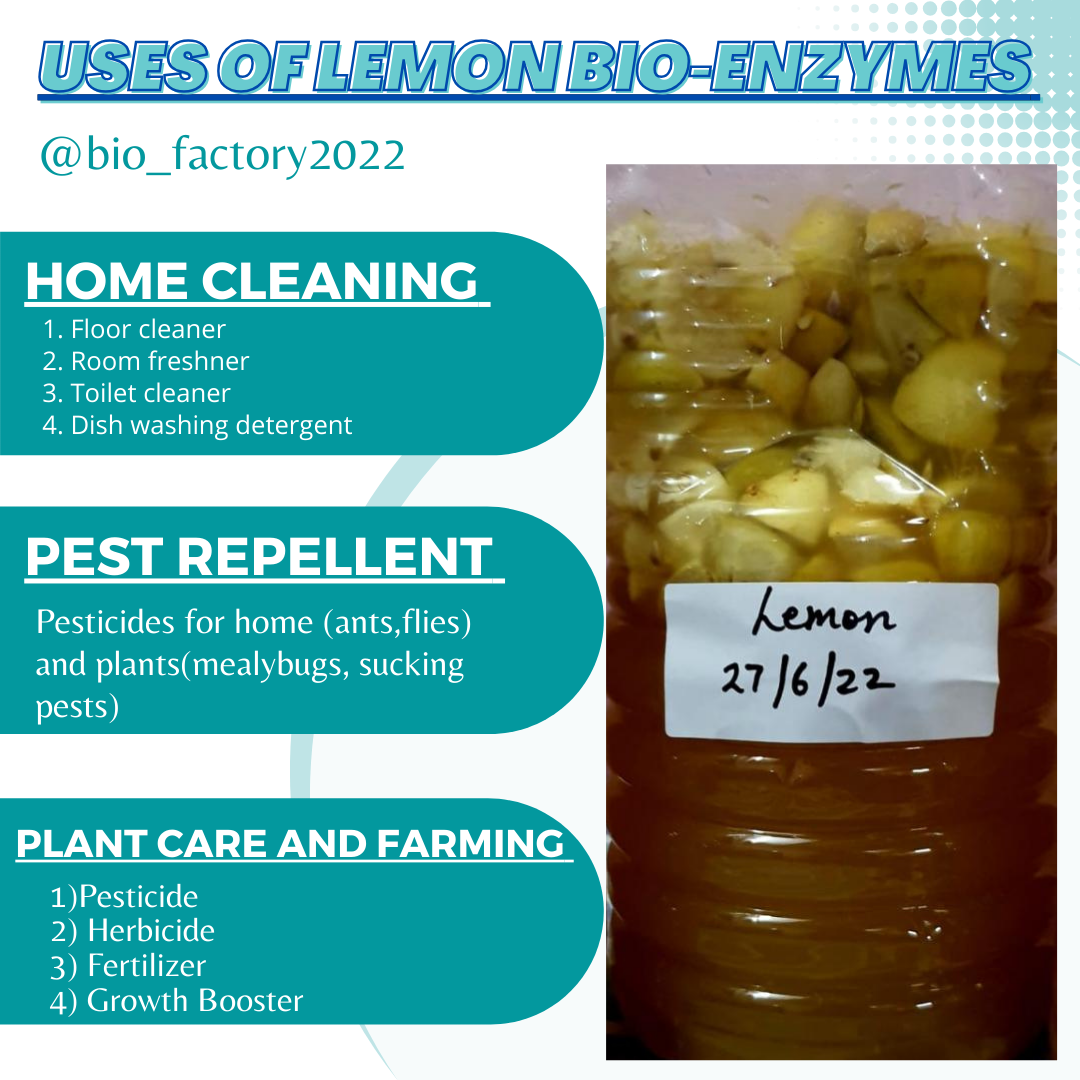 USES OF LEMON BIO-ENZYMES
@bio_factory2022
HOME CLEANING
1. Floor cleaner
2. Room freshner
3. Toilet cleaner
4. Dish washing detergent
PEST REPELLENT
Pesticides for home (ants,flies)
and plants(mealybugs, sucking
pests)
PLANT CARE AND FARMING
1)Pesticide
2) Herbicide
3) Fertilizer
4) Growth Booster
Lemon
27/6/22